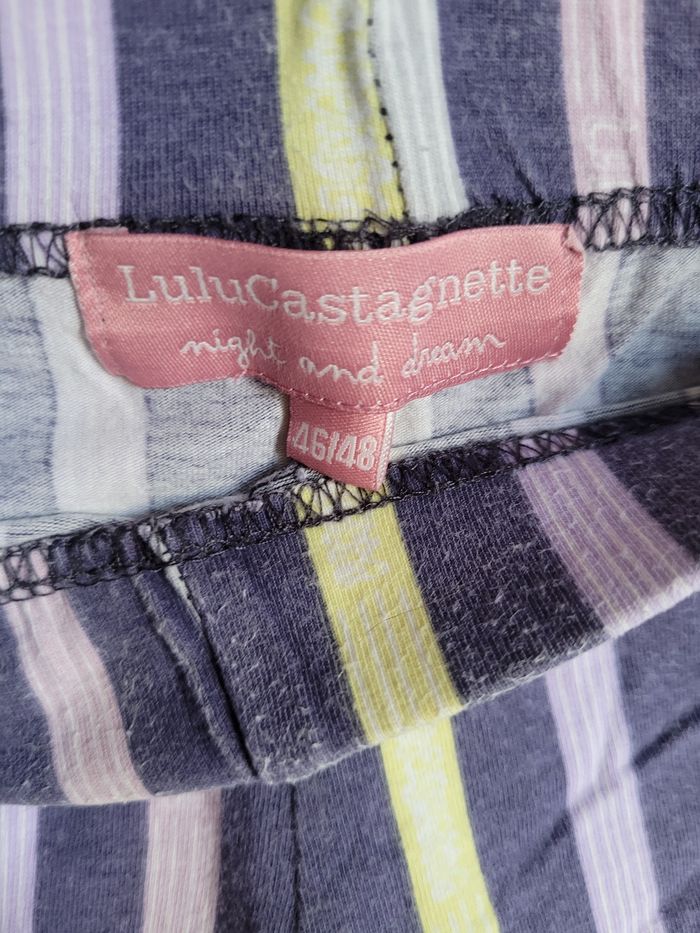 LuluCastagnette
night and dream
46/48